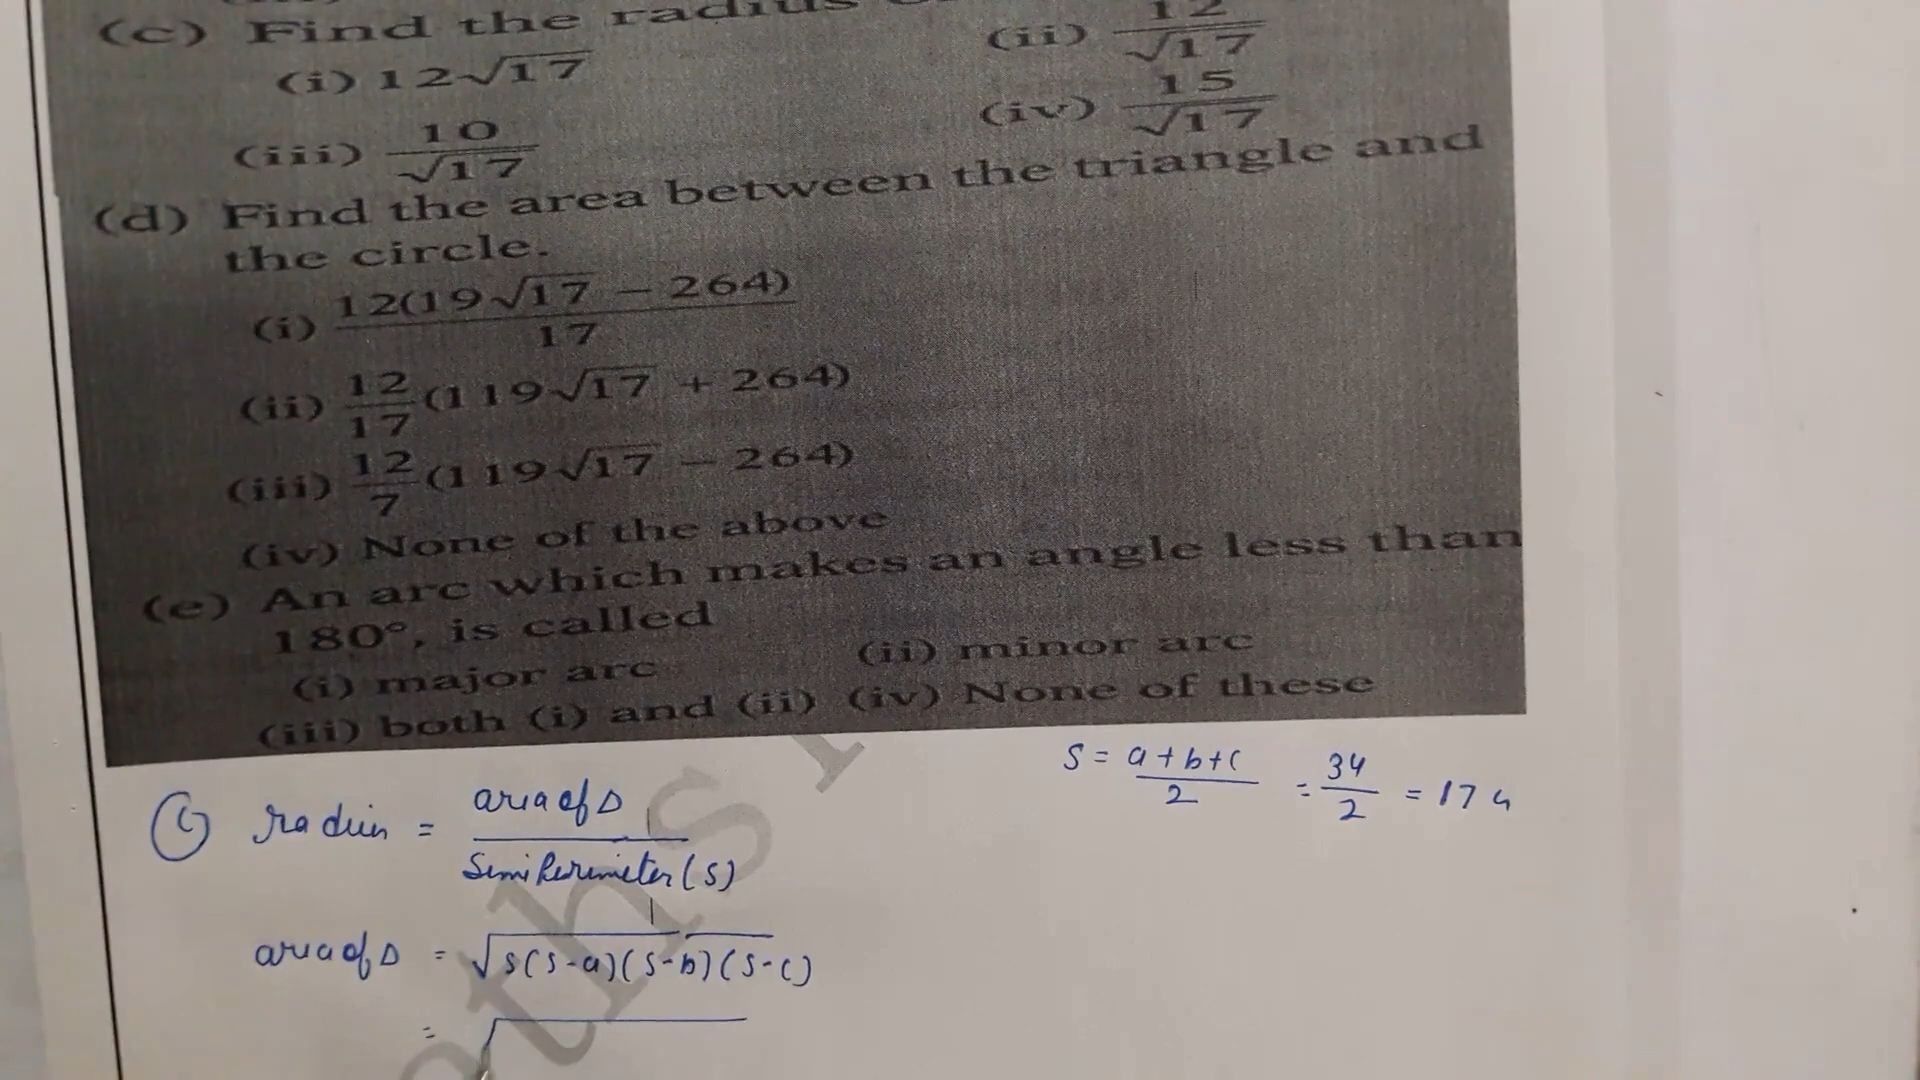 (c) Find the radius
(i) 12√17
(ii) 12/√17
(iii) 10/√17
(iv) 15/√17
(d) Find the area between the triangle and
the circle.
(i) 12(19√17 − 264)/17
(ii) 12/17 (119√17 + 264)
(iii) 12/7 (119√17 − 264)
(iv) None of the above
(e) An arc which makes an angle less than
180°, is called
(i) major arc (ii) minor arc
(iii) both (i) and (ii) (iv) None of these
S = a+b+c/2 = 34/2 = 17
radius = area of Δ/Semi Perimeter (S)
area of Δ = √S(S-a)(S-b)(S-c)
= √